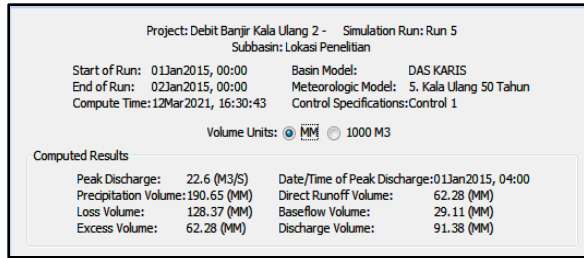 Project: Debit Banjir Kala Ulang 2 - Simulation Run: Run 5
Subbasin: Lokasi Penelitian
Start of Run: 01Jan2015, 00:00 Basin Model: DAS KARIS
End of Run: 02Jan2015, 00:00 Meteorologic Model: 5. Kala Ulang 50 Tahun
Compute Time:12Mar2021, 16:30:43 Control Specifications:Control 1
Volume Units: MM 1000 M3
Computed Results
Peak Discharge: 22.6 (M3/S) Date/Time of Peak Discharge:01Jan2015, 04:00
Precipitation Volume:190.65 (MM) Direct Runoff Volume: 62.28 (MM)
Loss Volume: 128.37 (MM) Baseflow Volume: 29.11 (MM)
Excess Volume: 62.28 (MM) Discharge Volume: 91.38 (MM)